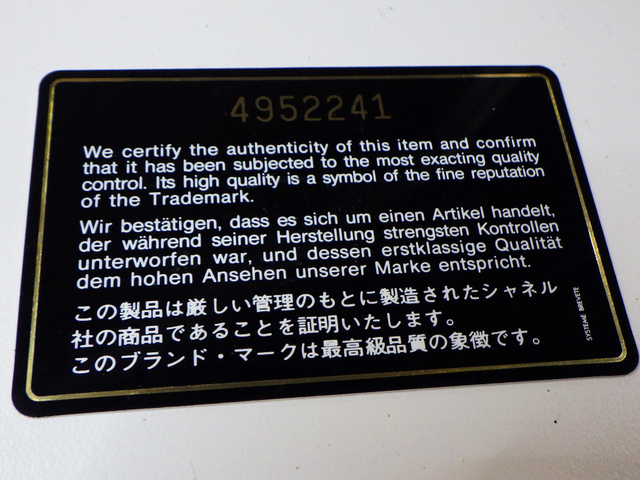 4952241
We certify the authenticity of this item and confirm
that it has been subjected to the most exacting quality
control. Its high quality is a symbol of the fine reputation
of the Trademark.
Wir bestätigen, dass es sich um einen Artikel handelt,
der während seiner Herstellung strengsten Kontrollen
unterworfen war, und dessen erstklassige Qualität
dem hohen Ansehen unserer Marke entspricht.
この製品は厳しい管理のもとに製造されたシャネル
社の商品であることを証明いたします。
このブランド・マークは最高級品質の象徴です。
SYSTEME BREVETE